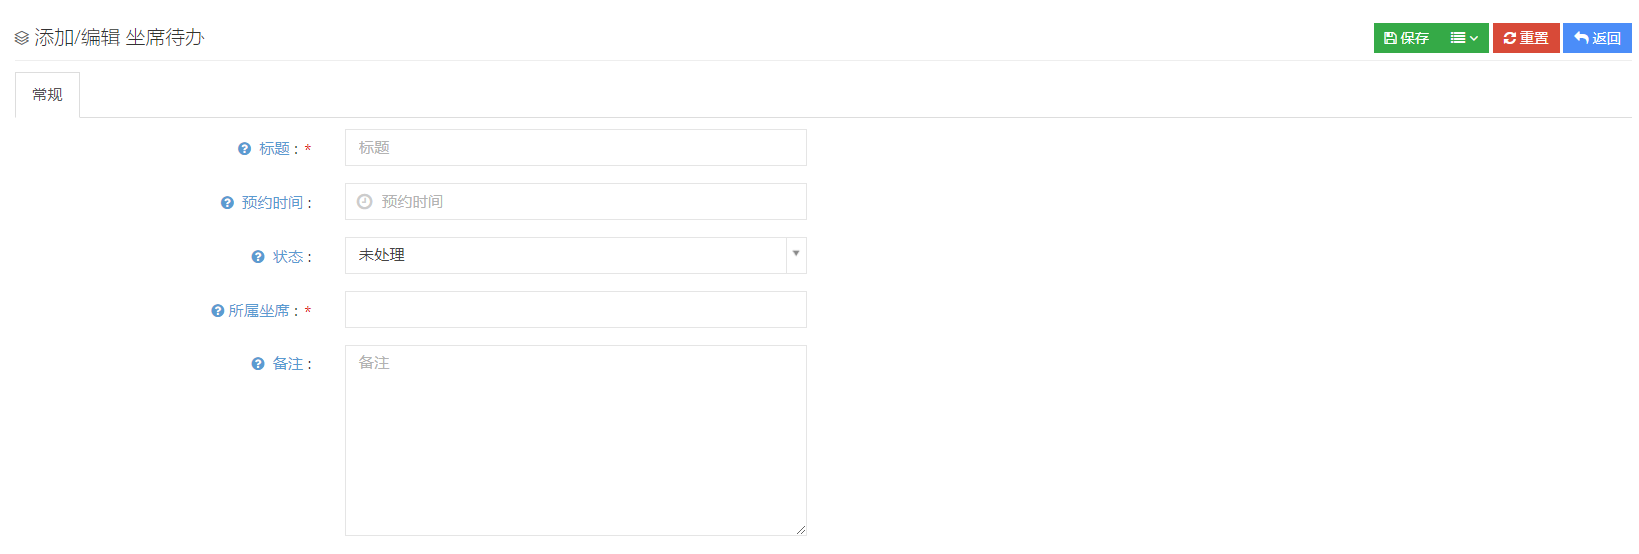 添加/编辑 坐席待办
保存
重置
返回
常规
标题 : *
标题
预约时间 :
预约时间
状态 :
未处理
所属坐席 : *
备注 :
备注